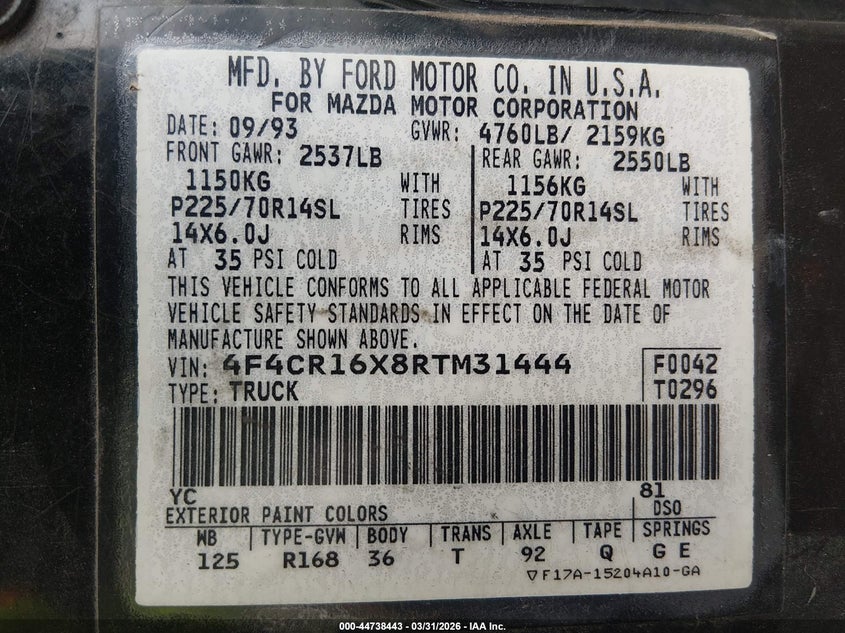 MFD. BY FORD MOTOR CO. IN U.S.A.
FOR MAZDA MOTOR CORPORATION
DATE: 09/93 GVWR: 4760LB/ 2159KG
FRONT GAWR: 2537LB REAR GAWR: 2550LB
1150KG WITH 1156KG WITH
P225/70R14SL TIRES P225/70R14SL TIRES
14X6.0J RIMS 14X6.0J RIMS
AT 35 PSI COLD AT 35 PSI COLD
THIS VEHICLE CONFORMS TO ALL APPLICABLE FEDERAL MOTOR
VEHICLE SAFETY STANDARDS IN EFFECT ON THE DATE OF
MANUFACTURE SHOWN ABOVE.
VIN: 4F4CR16X8RTM31444 F0042
TYPE: TRUCK T0296
YC 81
EXTERIOR PAINT COLORS DSO
WB TYPE-GVW BODY TRANS AXLE TAPE SPRINGS
125 R168 36 T 92 Q G E
▽F17A-15204A10-GA
000-44738443 - 03/31/2026 - IAA Inc.